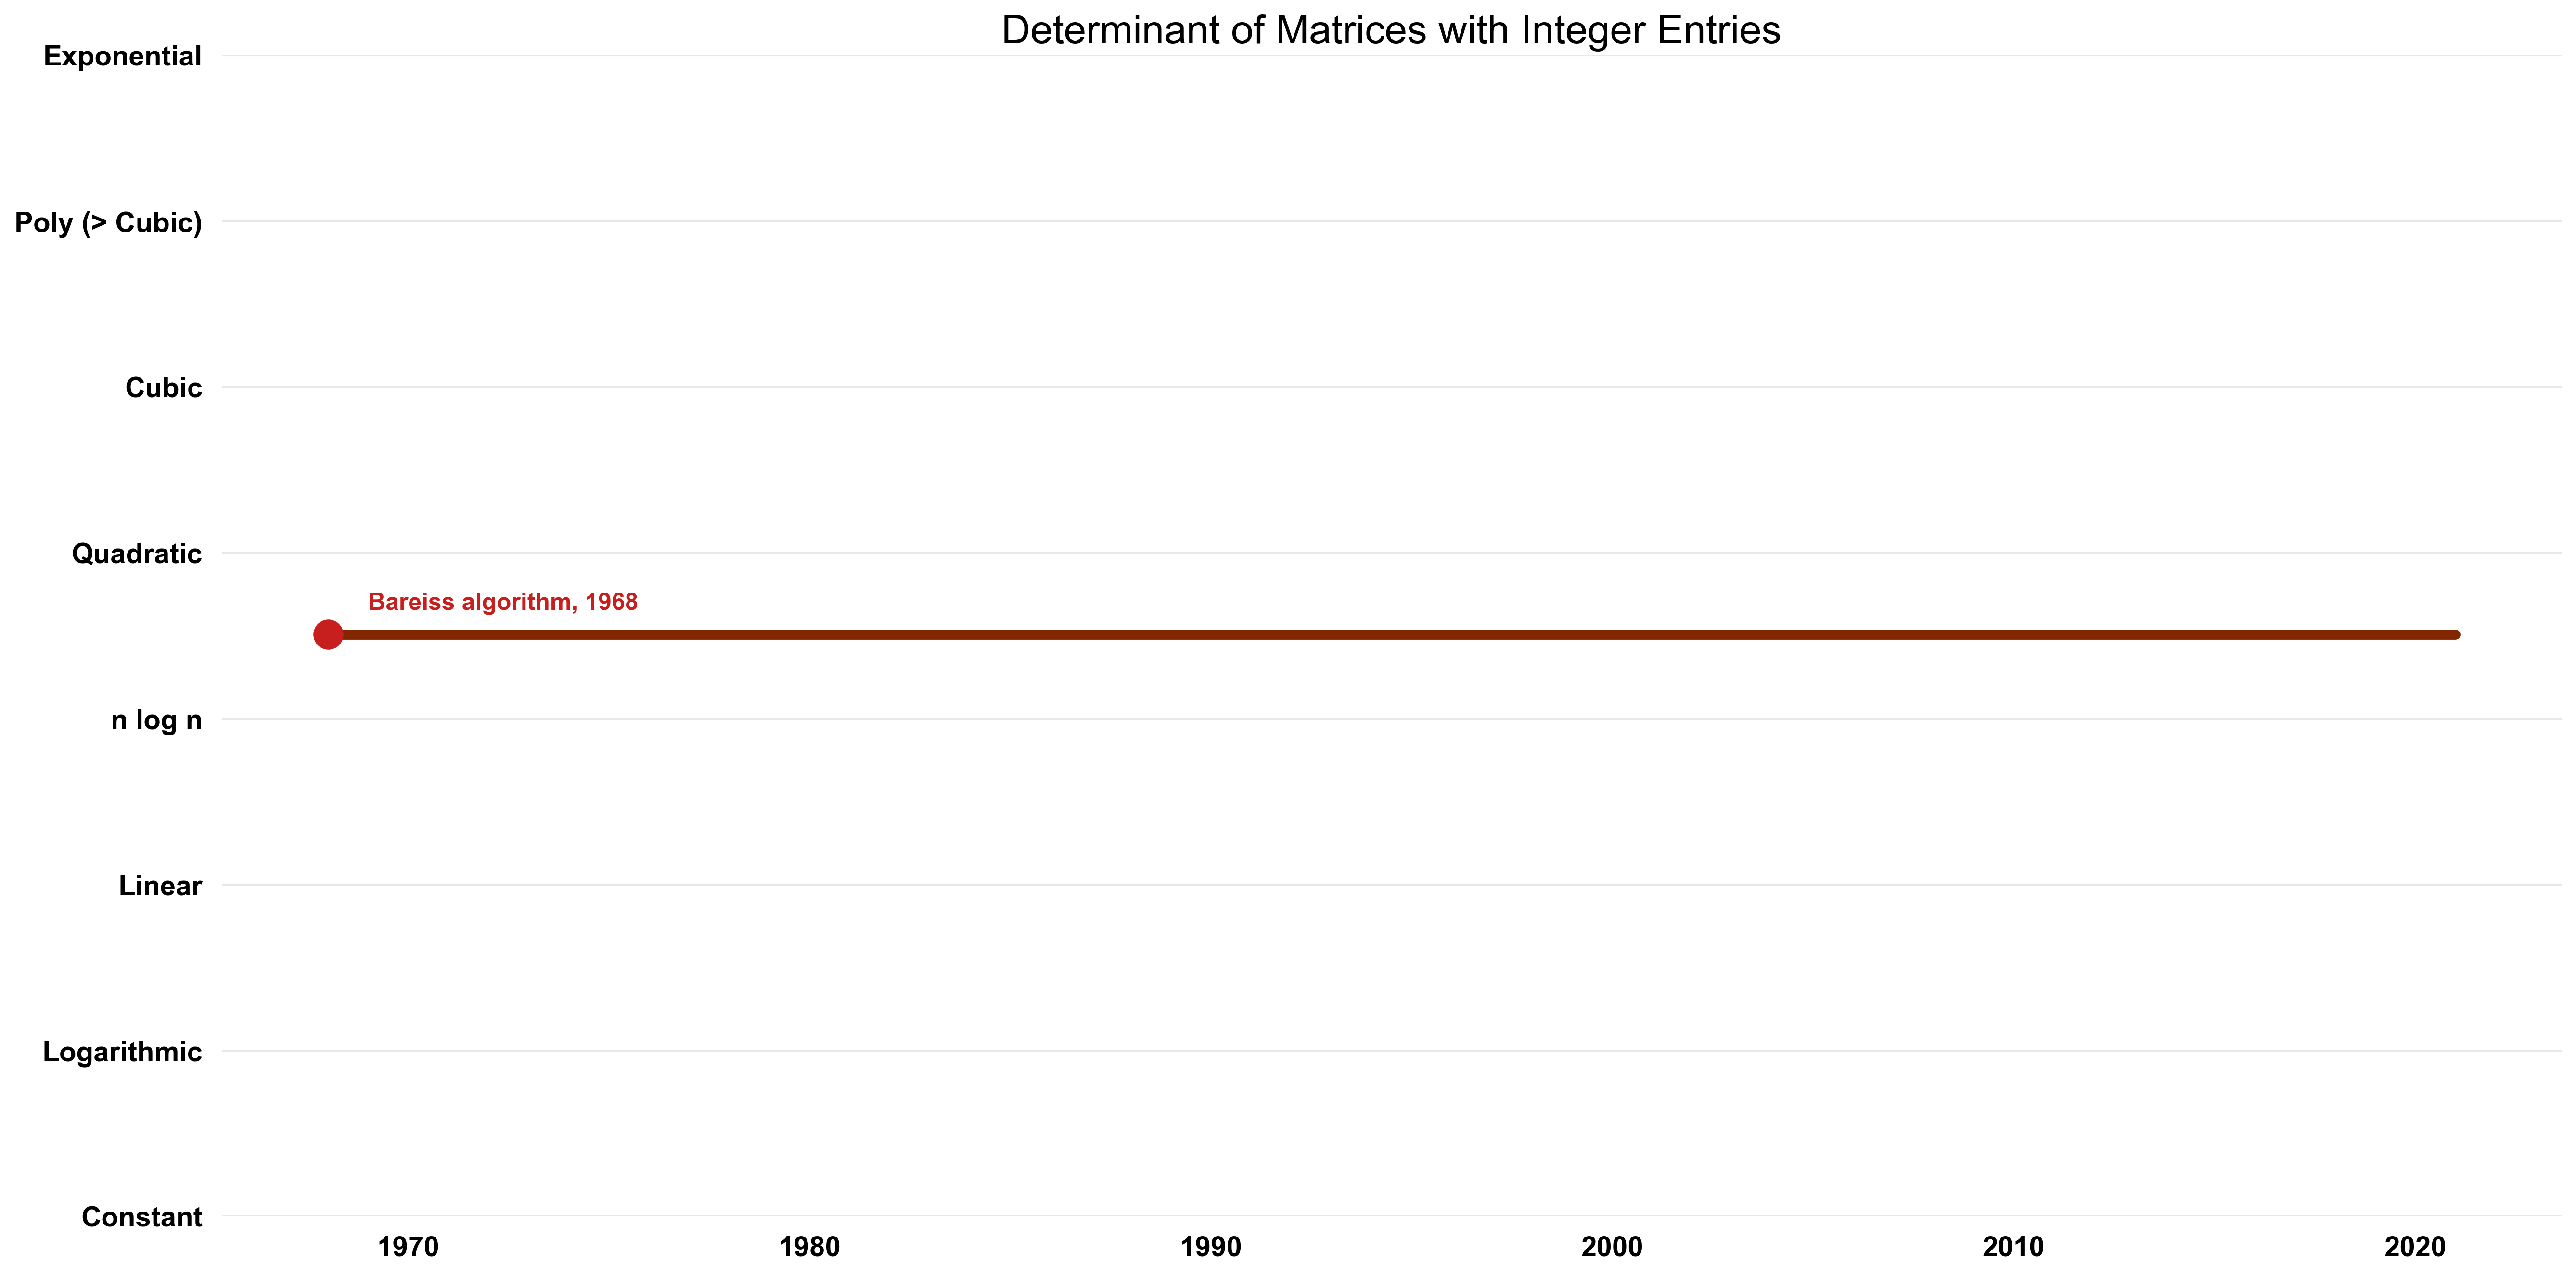 Determinant of Matrices with Integer Entries
Exponential
Poly (> Cubic)
Cubic
Quadratic
Bareiss algorithm, 1968
n log n
Linear
Logarithmic
Constant
1970 1980 1990 2000 2010 2020